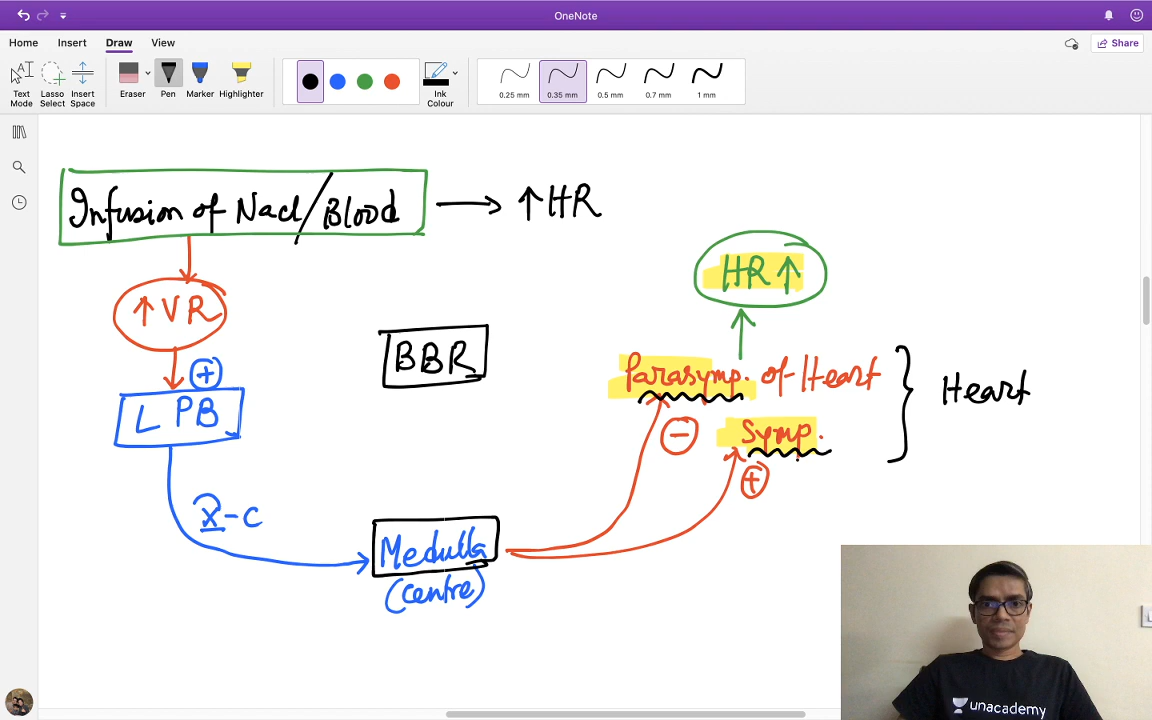 OneNote
Home Insert Draw View
Share
Text Mode
Lasso Select
Insert Space
Eraser
Pen
Marker
Highlighter
Ink Colour
0.25 mm
0.35 mm
0.5 mm
0.7 mm
1 mm
Infusion of Nacl/Blood → ↑HR
HR ↑
↑ VR
BBR
Parasymp. of Heart
Heart
+
L PB
−
Symp.
+
x-c
Medulla
(centre)
unacademy